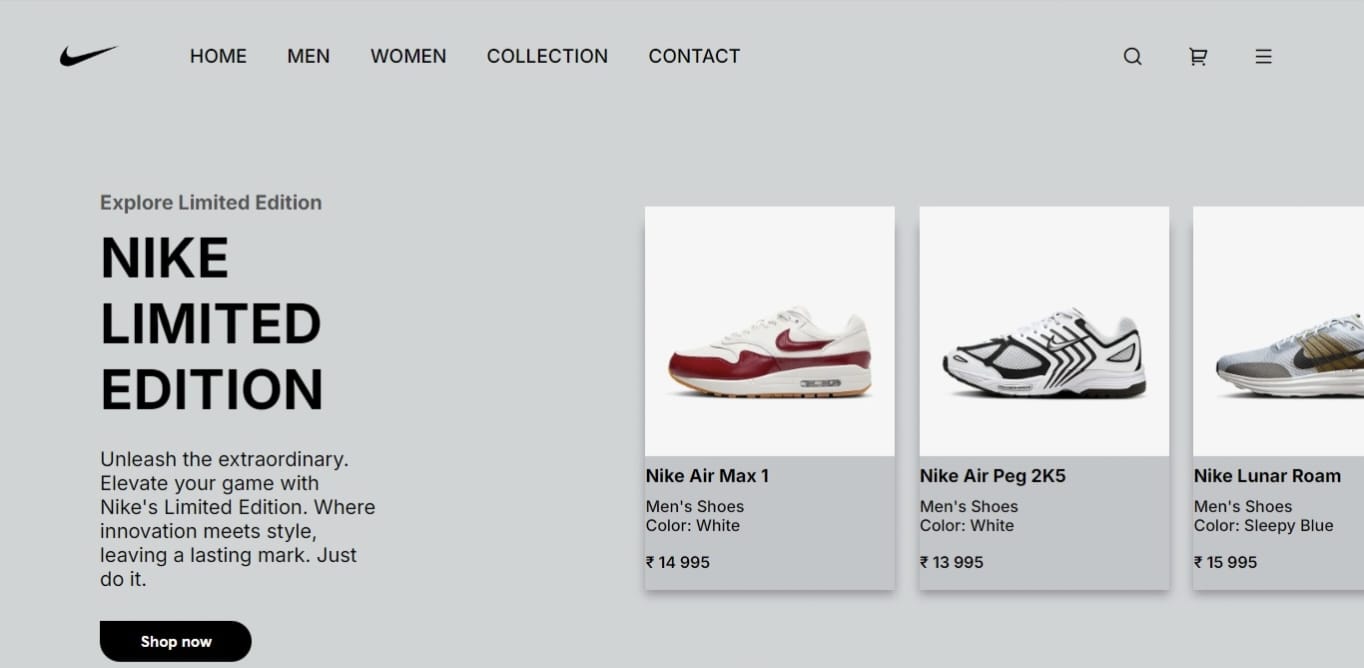 HOME MEN WOMEN COLLECTION CONTACT
Explore Limited Edition
NIKE
LIMITED
EDITION
Unleash the extraordinary.
Elevate your game with
Nike's Limited Edition. Where
innovation meets style,
leaving a lasting mark. Just
do it.
Shop now
Nike Air Max 1
Men's Shoes
Color: White
₹ 14 995
Nike Air Peg 2K5
Men's Shoes
Color: White
₹ 13 995
Nike Lunar Roam
Men's Shoes
Color: Sleepy Blue
₹ 15 995